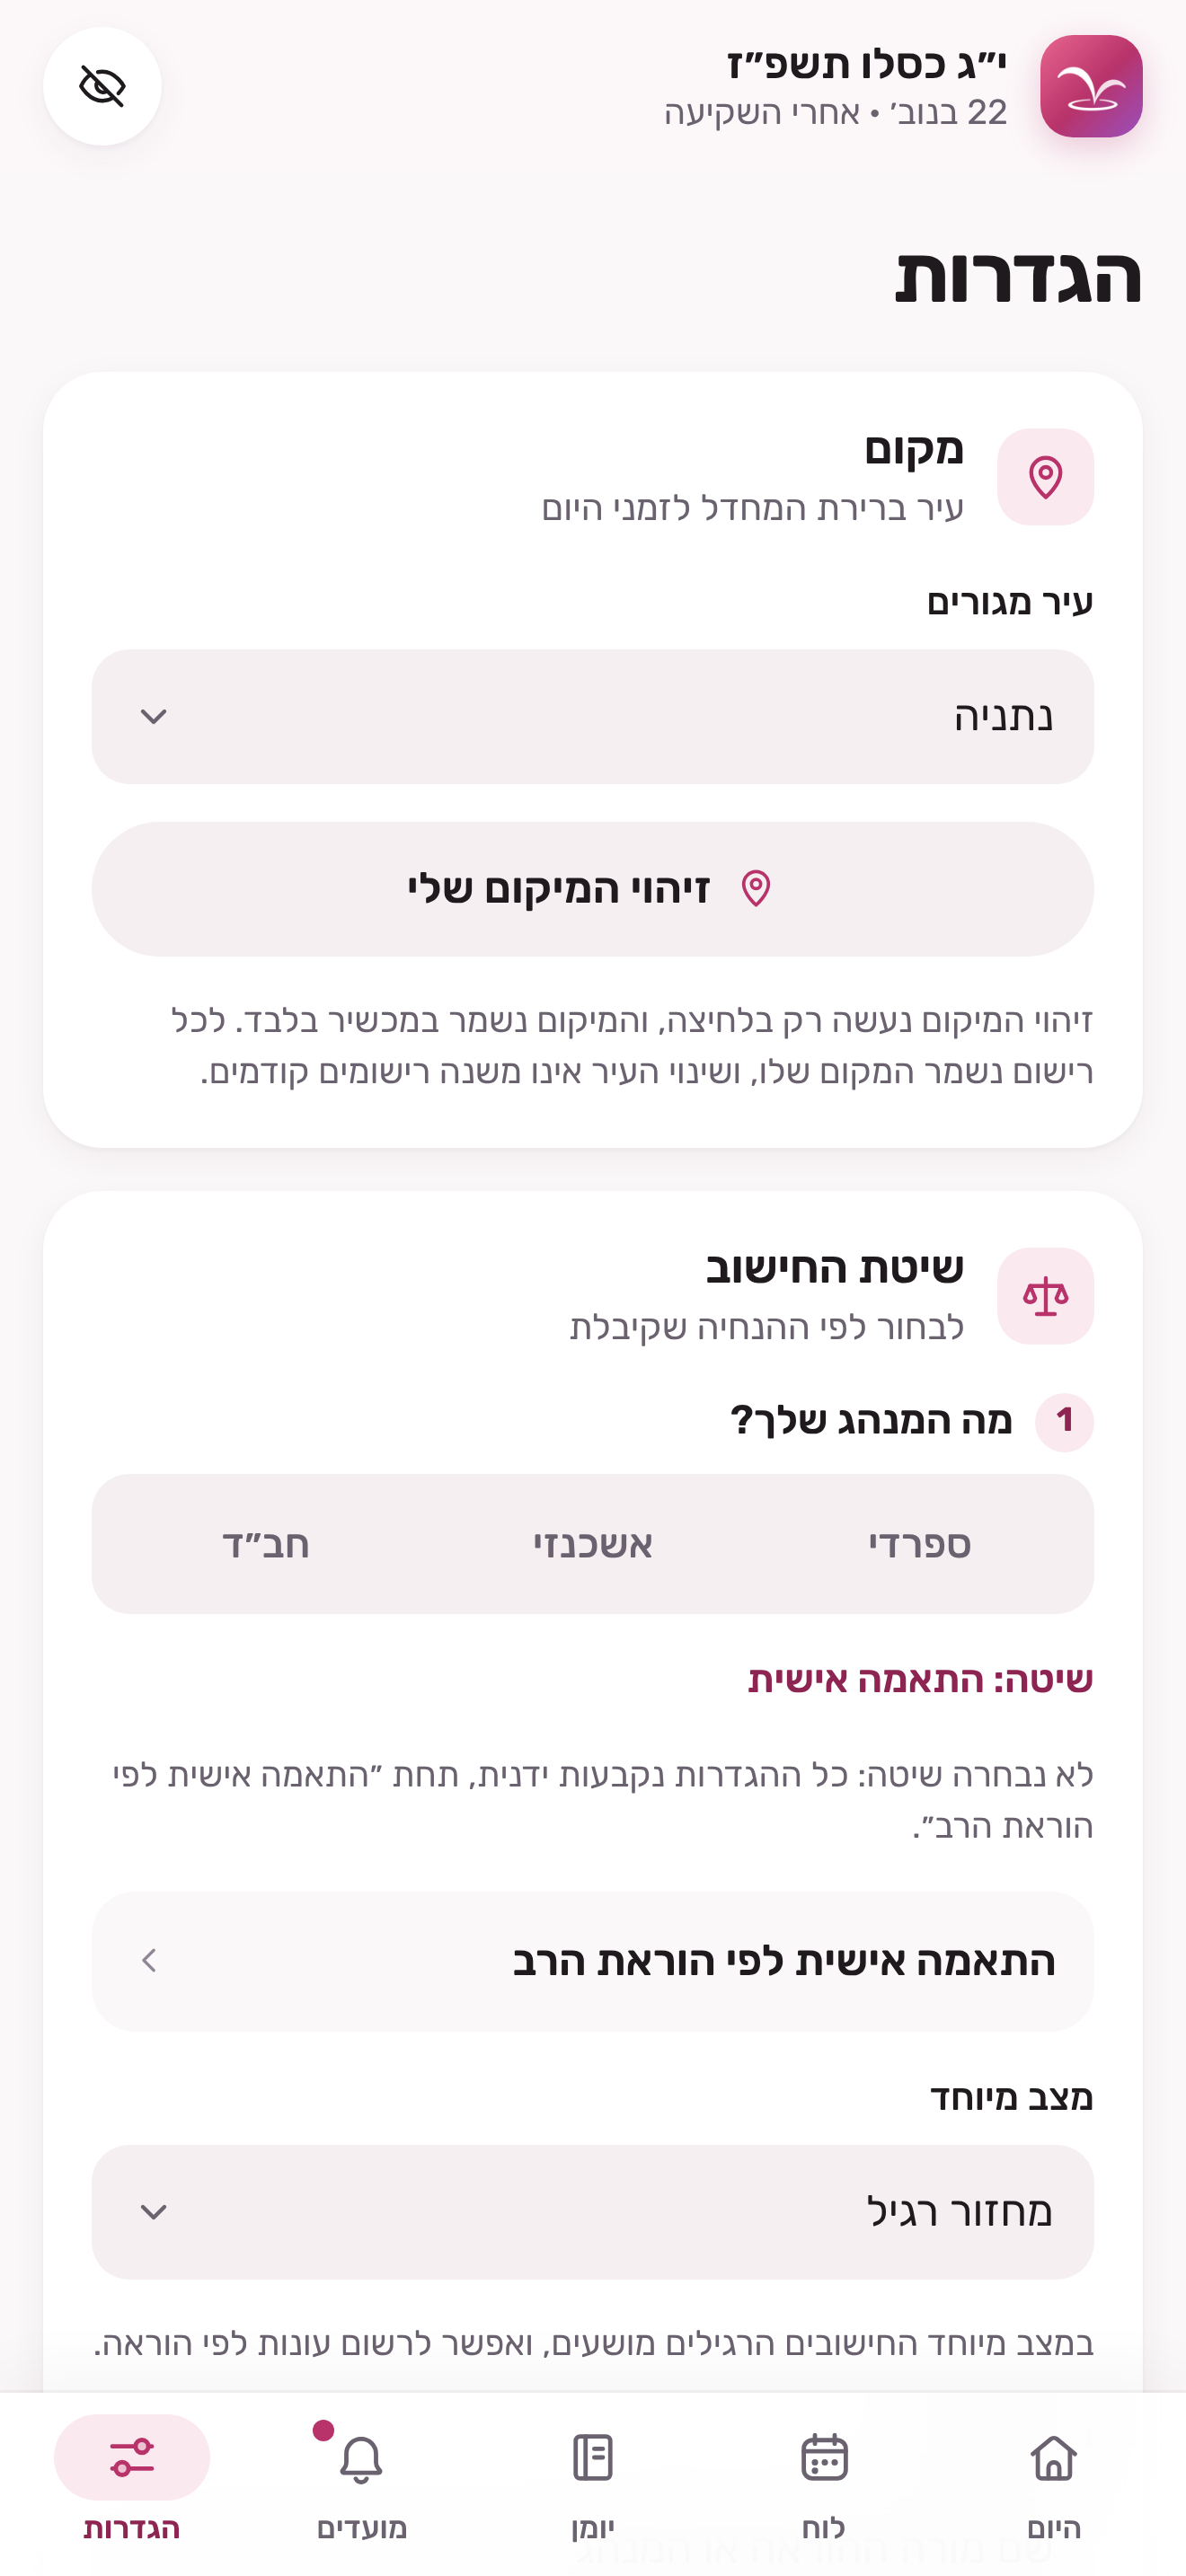 י״ג כסלו תשפ״ז
22 בנוב׳ • אחרי השקיעה
הגדרות
מקום
עיר ברירת המחדל לזמני היום
עיר מגורים
נתניה
זיהוי המיקום שלי
זיהוי המיקום נעשה רק בלחיצה, והמיקום נשמר במכשיר בלבד. לכל
רישום נשמר המקום שלו, ושינוי העיר אינו משנה רישומים קודמים.
שיטת החישוב
לבחור לפי ההנחיה שקיבלת
1 מה המנהג שלך?
ספרדי אשכנזי חב״ד
שיטה: התאמה אישית
לא נבחרה שיטה: כל ההגדרות נקבעות ידנית, תחת ״התאמה אישית לפי
הוראת הרב״.
התאמה אישית לפי הוראת הרב
מצב מיוחד
מחזור רגיל
במצב מיוחד החישובים הרגילים מושעים, ואפשר לרשום עונות לפי הוראה.
היום לוח יומן מועדים הגדרות